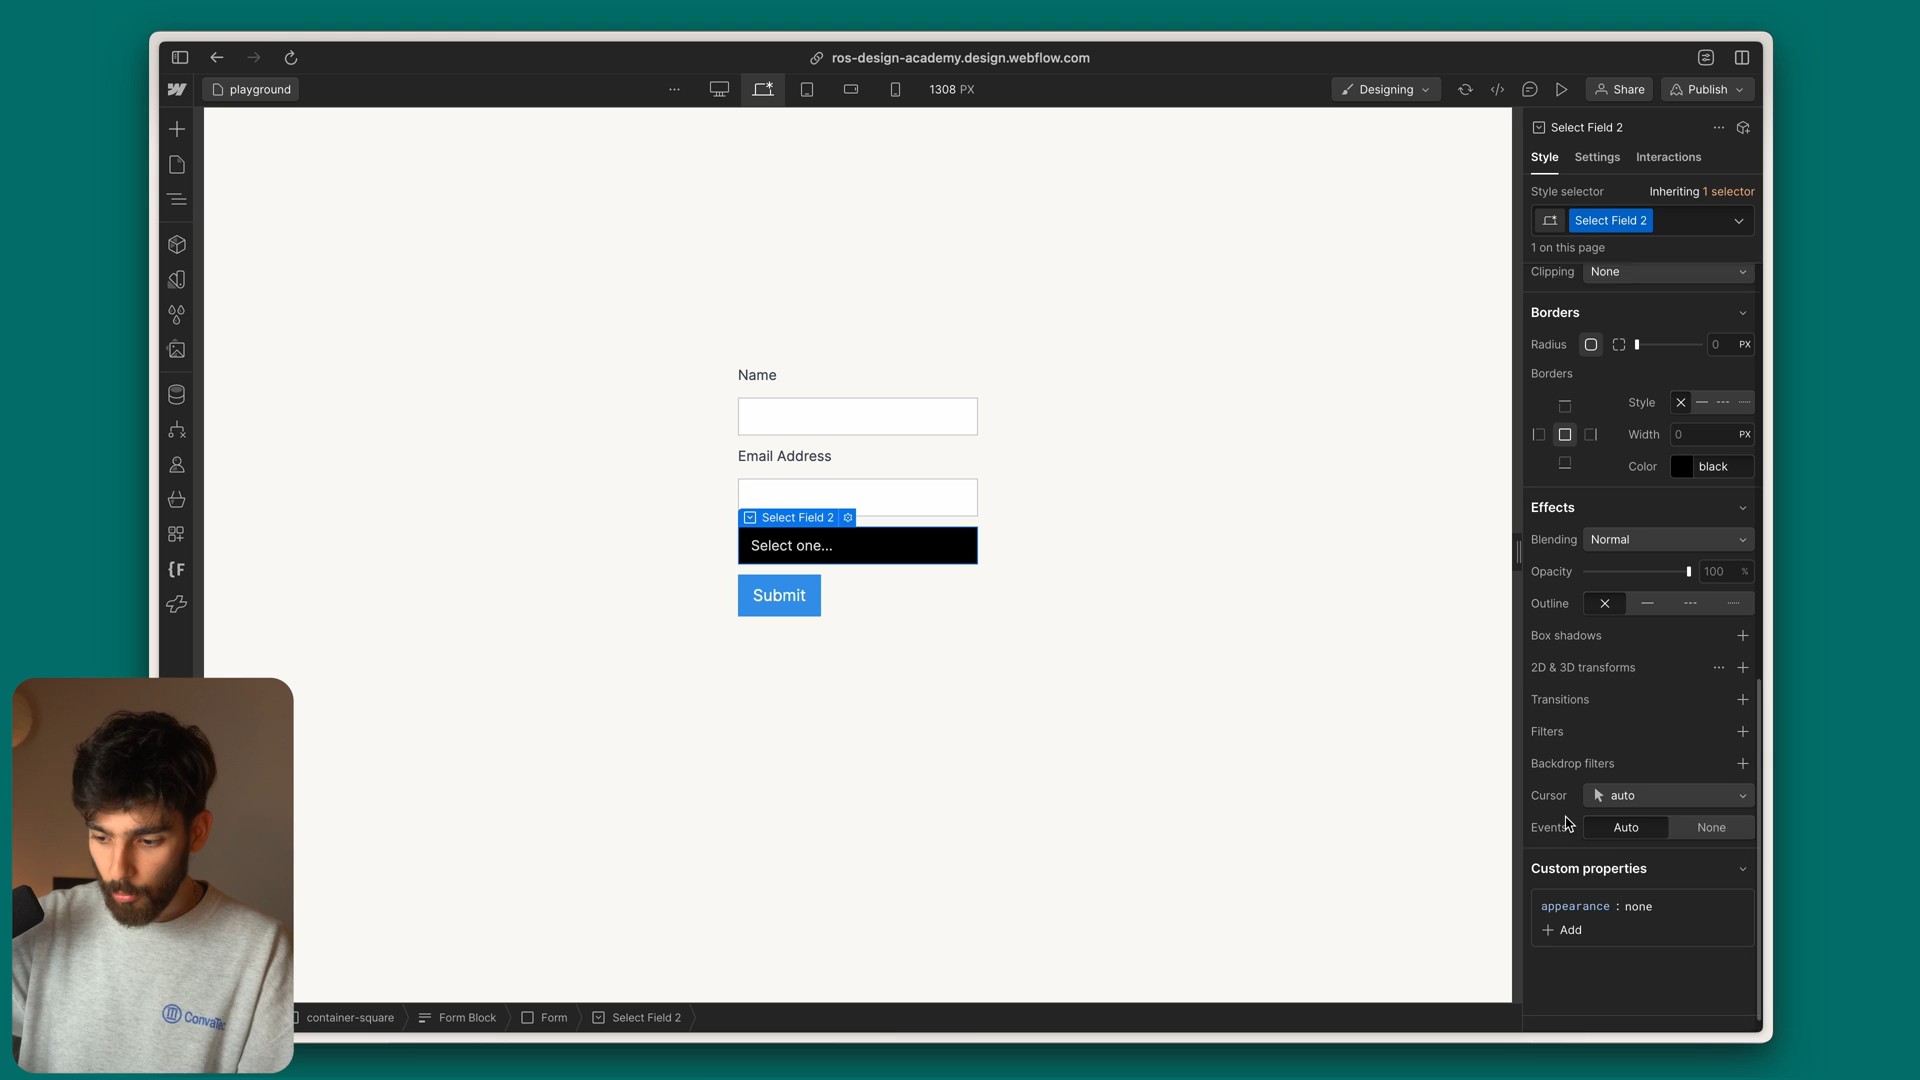 ros-design-academy.design.webflow.com
playground
1308 PX
Designing
Share
Publish
Select Field 2
Style Settings Interactions
Style selector
Inheriting 1 selector
Select Field 2
1 on this page
Clipping None
Borders
Radius 0 PX
Borders
Style
Width 0 PX
Color black
Effects
Blending Normal
Opacity 100 %
Outline
Box shadows
2D & 3D transforms
Transitions
Filters
Backdrop filters
Cursor auto
Events Auto None
Custom properties
appearance : none
Add
Name
Email Address
Select Field 2
Select one...
Submit
container-square
Form Block
Form
Select Field 2